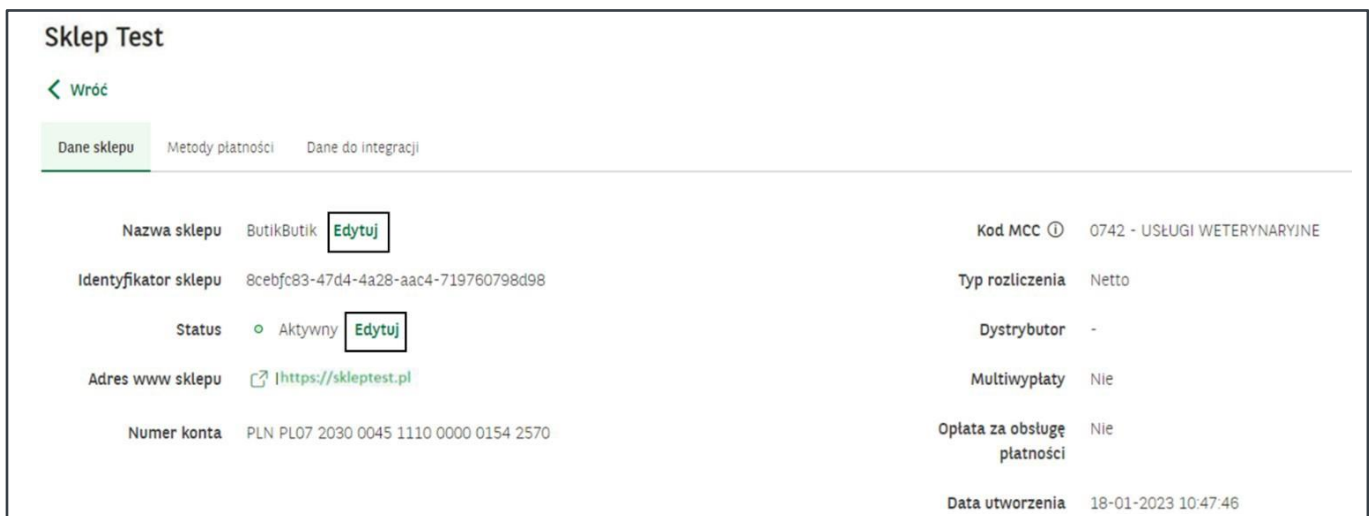 Sklep Test
Wróć
Dane sklepu Metody płatności Dane do integracji
Nazwa sklepu ButikButik Edytuj
Identyfikator sklepu 8cebfc83-47d4-4a28-aac4-719760798d98
Status Aktywny Edytuj
Adres www sklepu https://skleptest.pl
Numer konta PLN PL07 2030 0045 1110 0000 0154 2570
Kod MCC 0742 - USŁUGI WETERYNARYJNE
Typ rozliczenia Netto
Dystrybutor -
Multiwypłaty Nie
Opłata za obsługę Nie
płatności
Data utworzenia 18-01-2023 10:47:46